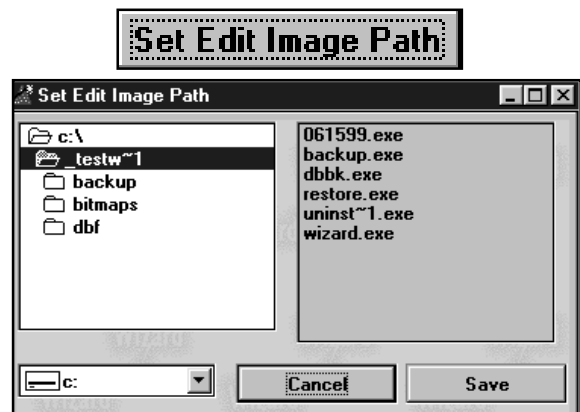 Set Edit Image Path
Set Edit Image Path
c:\
_testw~1
backup
bitmaps
dbf
061599.exe
backup.exe
dbbk.exe
restore.exe
uninst~1.exe
wizard.exe
c:
Cancel
Save